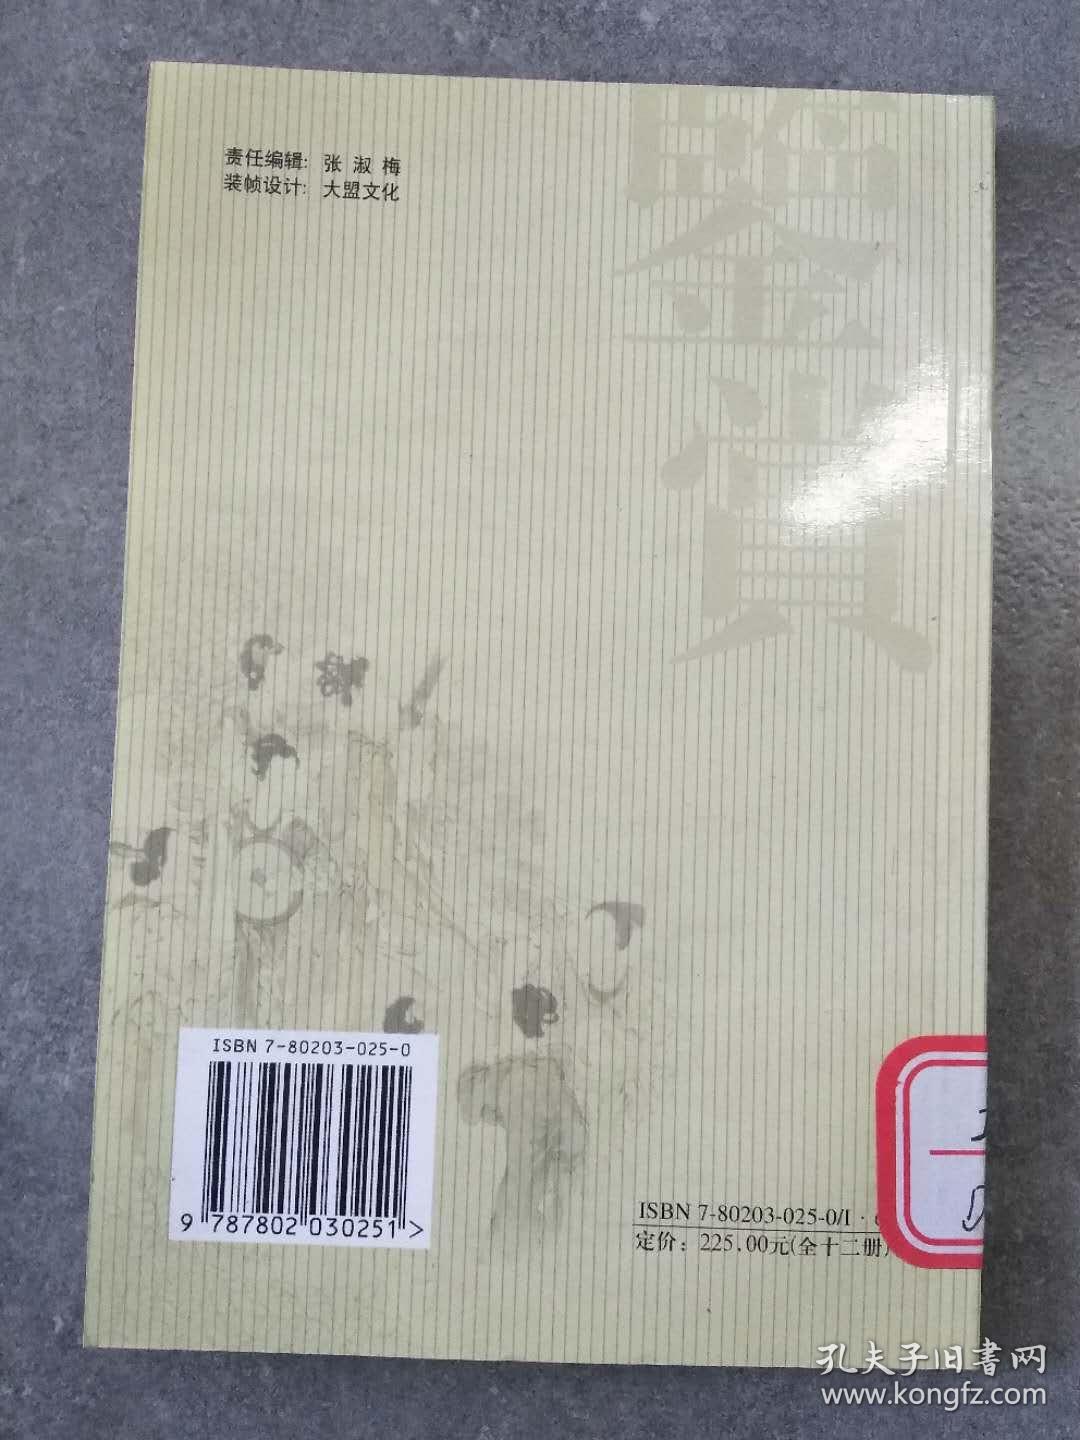 责任编辑：张淑梅
装帧设计：大盟文化
鉴赏
ISBN 7-80203-025-0
9 787802 030251 >
ISBN 7-80203-025-0/I ·
定价：225.00元(全十二册)
孔夫子旧書网
www.kongfz.com